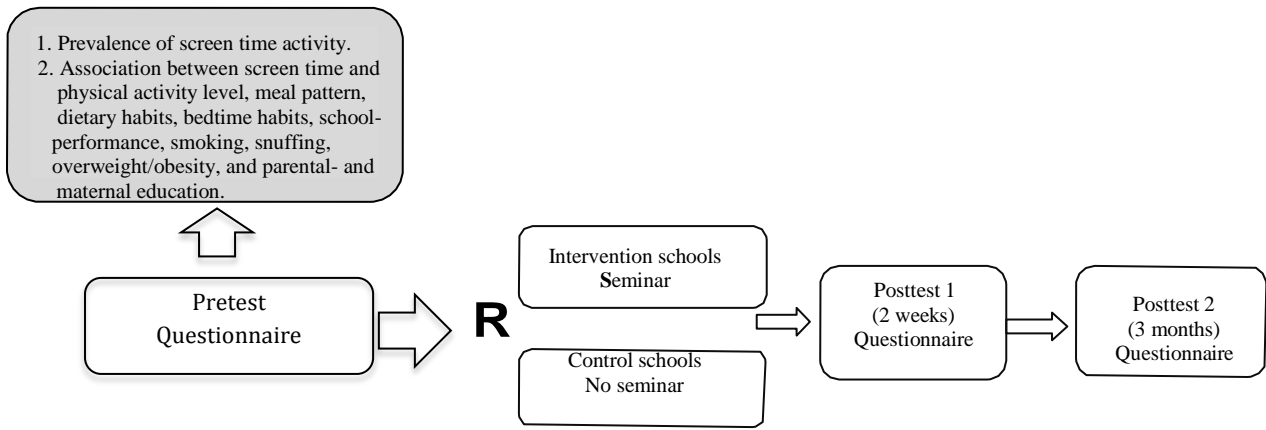 1. Prevalence of screen time activity.
2. Association between screen time and
physical activity level, meal pattern,
dietary habits, bedtime habits, school-
performance, smoking, snuffing,
overweight/obesity, and parental- and
maternal education.
Pretest
Questionnaire
R
Intervention schools
Seminar
Control schools
No seminar
Posttest 1
(2 weeks)
Questionnaire
Posttest 2
(3 months)
Questionnaire